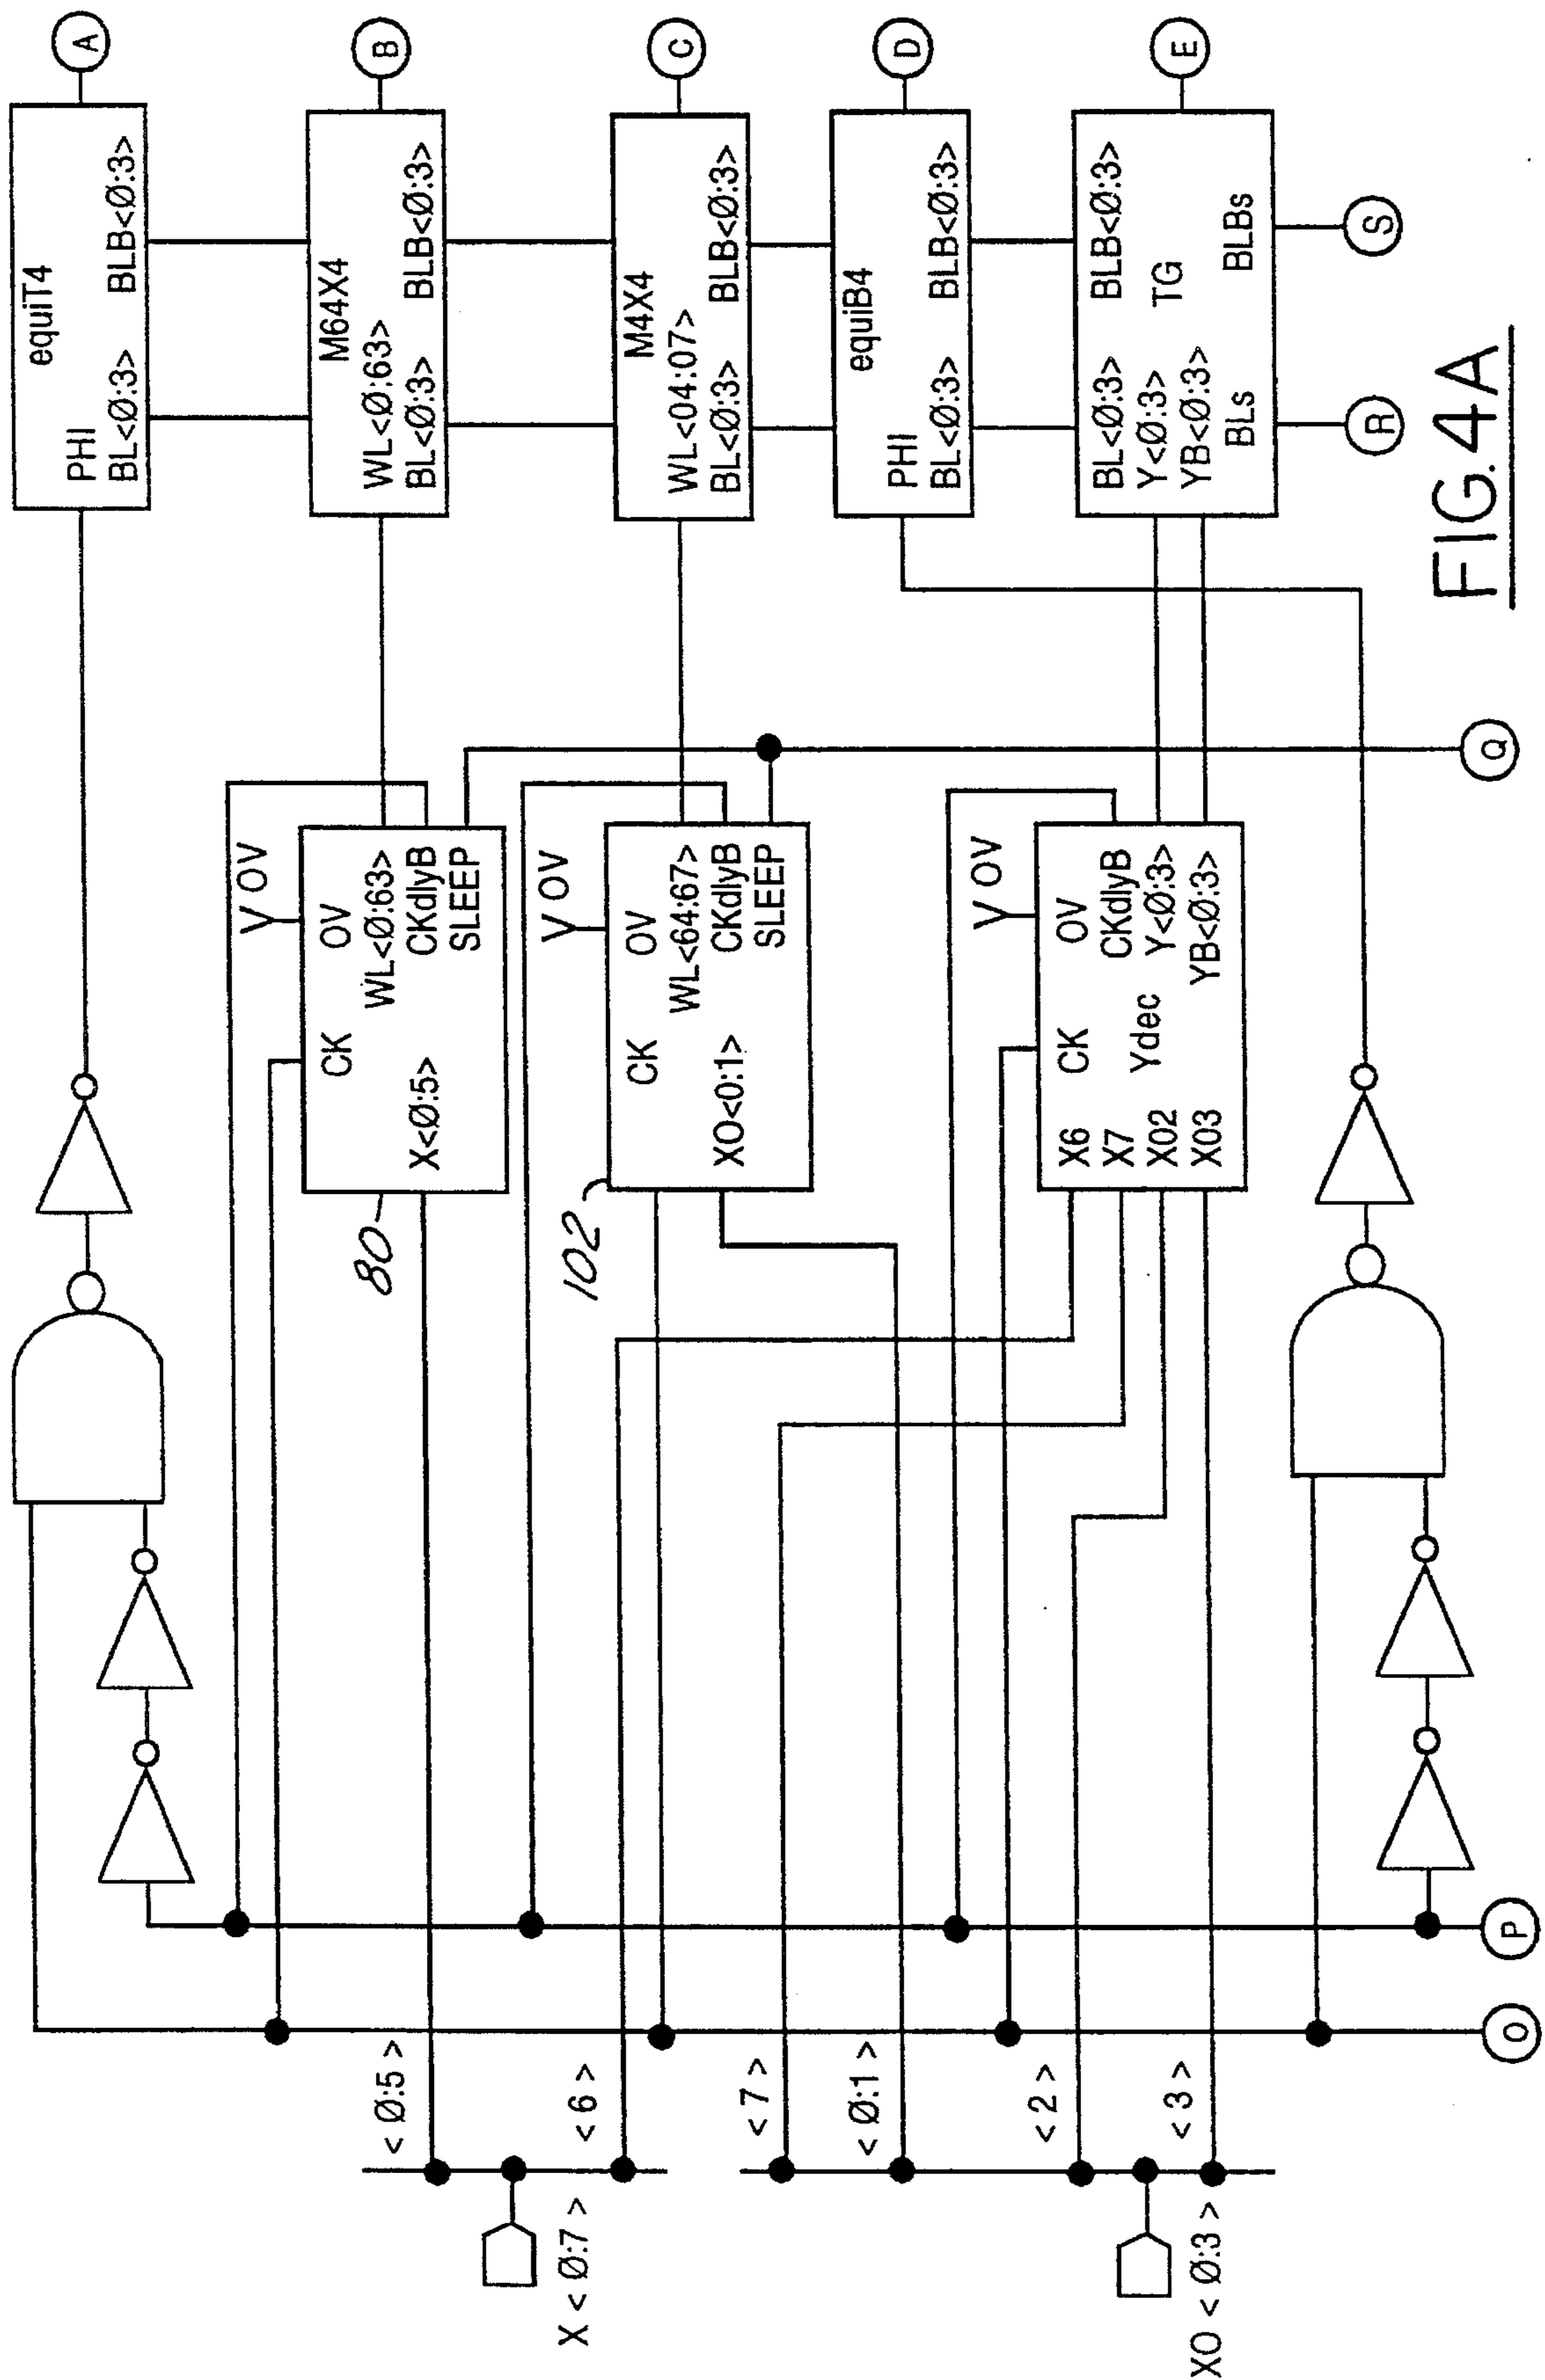 A
equiT4
PHI
BL<Ø:3>
BLB<Ø:3>
B
M64X4
WL<Ø:63>
BL<Ø:3>
BLB<Ø:3>
C
M4X4
WL<04:07>
BL<Ø:3>
BLB<Ø:3>
D
equiB4
PHI
BL<Ø:3>
BLB<Ø:3>
E
BL<Ø:3>
BLB<Ø:3>
Y<Ø:3>
TG
YB<Ø:3>
BLs
BLBs
R
S
OV
CK
OV
WL<Ø:63>
X<Ø:5>
CKdlyB
SLEEP
80
OV
CK
OV
WL<64:67>
XO<0:1>
CKdlyB
SLEEP
102
OV
X6
CK
OV
X7
Ydec
CKdlyB
X02
Y<Ø:3>
X03
YB<Ø:3>
Q
P
O
< Ø:5 >
< 6 >
< 7 >
< Ø:1 >
< 2 >
< 3 >
X < Ø:7 >
XO < Ø:3 >
FIG.4A